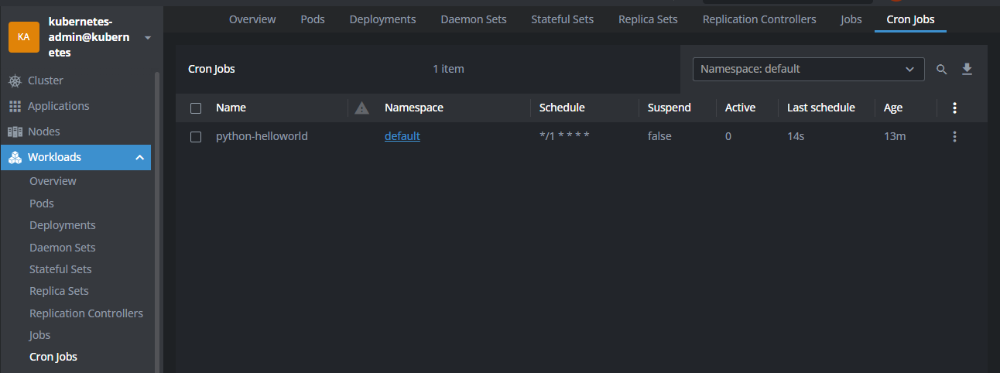 Overview Pods Deployments Daemon Sets Stateful Sets Replica Sets Replication Controllers Jobs Cron Jobs
KA
kubernetes-
admin@kubern
etes
Cluster
Applications
Nodes
Workloads
Overview
Pods
Deployments
Daemon Sets
Stateful Sets
Replica Sets
Replication Controllers
Jobs
Cron Jobs
Cron Jobs 1 item Namespace: default
Name Namespace Schedule Suspend Active Last schedule Age
python-helloworld default */1 * * * * false 0 14s 13m